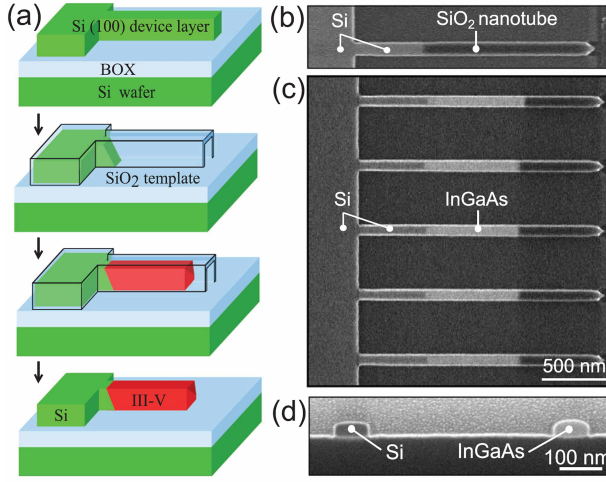 (a)
Si (100) device layer
BOX
Si wafer
SiO₂ template
Si
III-V
(b)
Si
SiO₂ nanotube
(c)
Si
InGaAs
500 nm
(d)
Si
InGaAs
100 nm